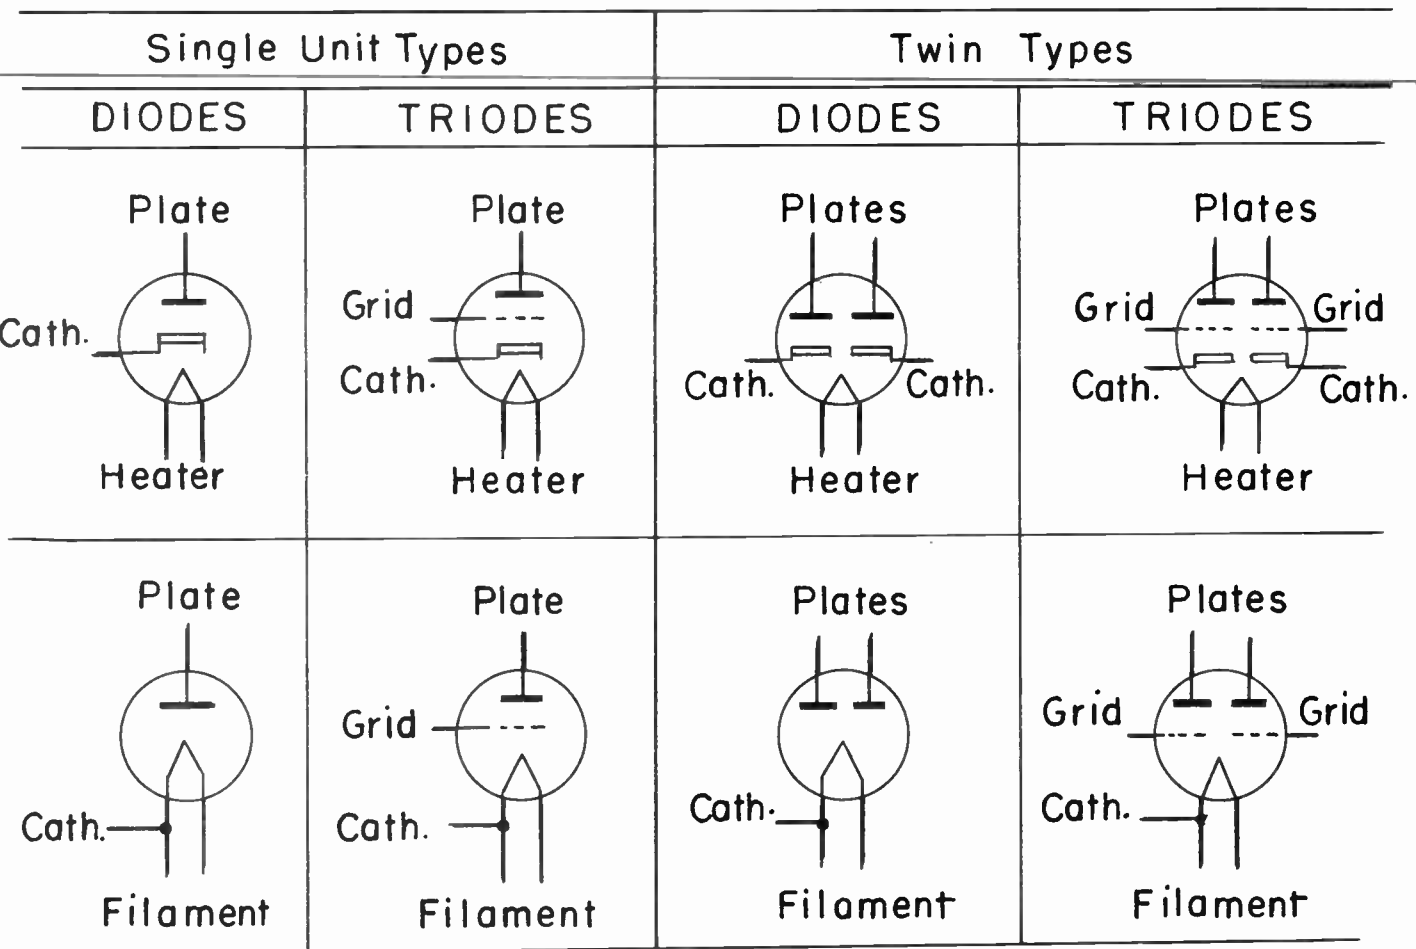 Single Unit Types
Twin Types
DIODES
TRIODES
DIODES
TRIODES
Plate
Cath.
Heater
Plate
Grid
Cath.
Heater
Plates
Cath.
Cath.
Heater
Plates
Grid
Grid
Cath.
Cath.
Heater
Plate
Cath.
Filament
Plate
Grid
Cath.
Filament
Plates
Cath.
Filament
Plates
Grid
Grid
Cath.
Filament